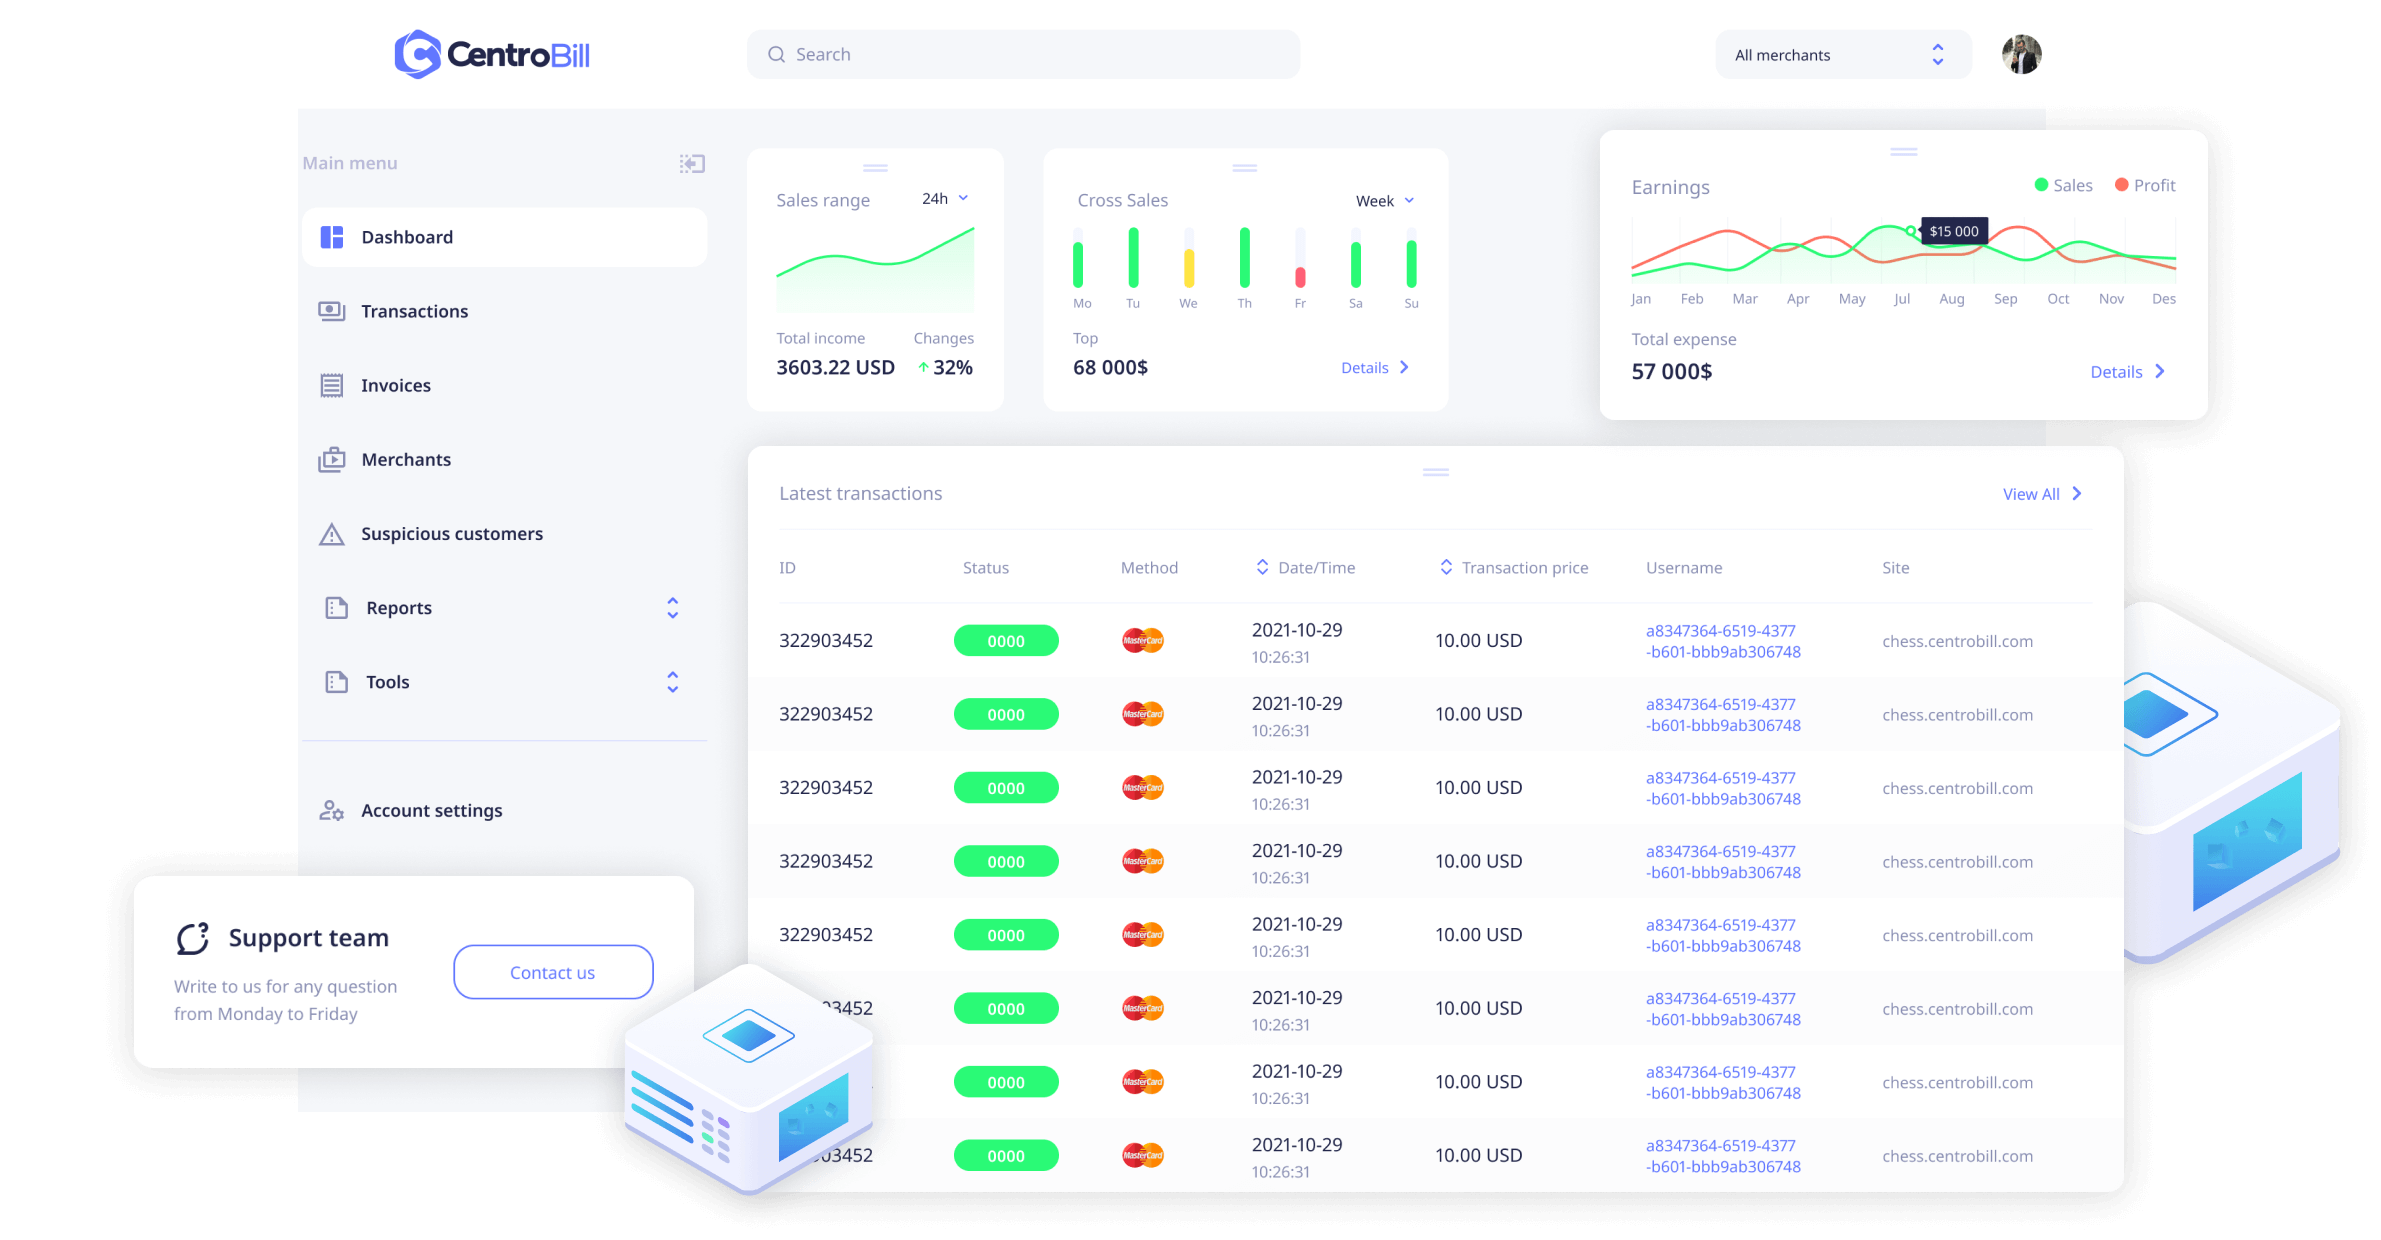 CentroBill
Search
All merchants
Main menu
Dashboard
Transactions
Invoices
Merchants
Suspicious customers
Reports
Tools
Account settings
Support team
Write to us for any question
from Monday to Friday
Contact us
Sales range 24h
Total income Changes
3603.22 USD 32%
Cross Sales Week
Mo Tu We Th Fr Sa Su
Top
68 000$ Details
Earnings Sales Profit
$15 000
Jan Feb Mar Apr May Jul Aug Sep Oct Nov Des
Total expense
57 000$ Details
Latest transactions View All
ID Status Method Date/Time Transaction price Username Site
322903452 0000 MasterCard 2021-10-29 10:26:31 10.00 USD a8347364-6519-4377 -b601-bbb9ab306748 chess.centrobill.com
322903452 0000 MasterCard 2021-10-29 10:26:31 10.00 USD a8347364-6519-4377 -b601-bbb9ab306748 chess.centrobill.com
322903452 0000 MasterCard 2021-10-29 10:26:31 10.00 USD a8347364-6519-4377 -b601-bbb9ab306748 chess.centrobill.com
322903452 0000 MasterCard 2021-10-29 10:26:31 10.00 USD a8347364-6519-4377 -b601-bbb9ab306748 chess.centrobill.com
322903452 0000 MasterCard 2021-10-29 10:26:31 10.00 USD a8347364-6519-4377 -b601-bbb9ab306748 chess.centrobill.com
3452 0000 MasterCard 2021-10-29 10:26:31 10.00 USD a8347364-6519-4377 -b601-bbb9ab306748 chess.centrobill.com
0000 MasterCard 2021-10-29 10:26:31 10.00 USD a8347364-6519-4377 -b601-bbb9ab306748 chess.centrobill.com
03452 0000 MasterCard 2021-10-29 10:26:31 10.00 USD a8347364-6519-4377 -b601-bbb9ab306748 chess.centrobill.com